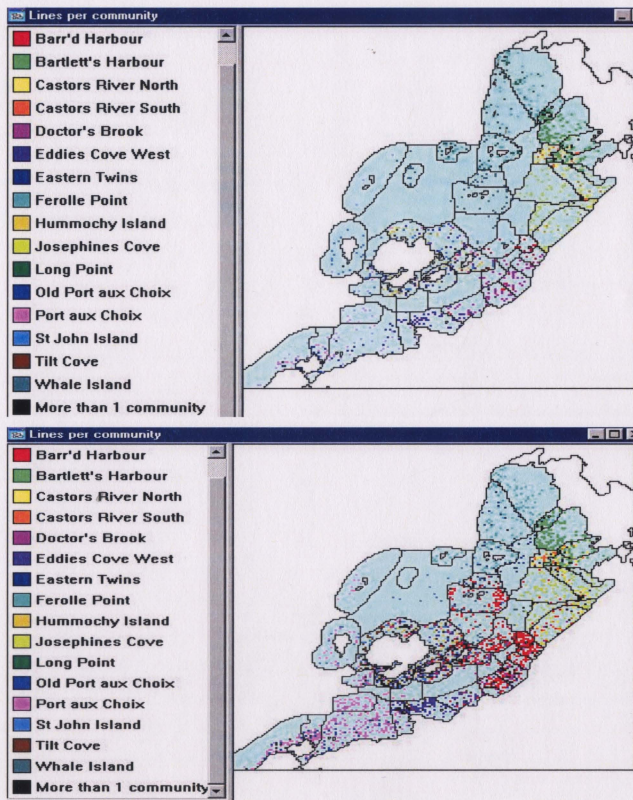 Lines per community
Barr'd Harbour
Bartlett's Harbour
Castors River North
Castors River South
Doctor's Brook
Eddies Cove West
Eastern Twins
Ferolle Point
Hummochy Island
Josephines Cove
Long Point
Old Port aux Choix
Port aux Choix
St John Island
Tilt Cove
Whale Island
More than 1 community
Lines per community
Barr'd Harbour
Bartlett's Harbour
Castors River North
Castors River South
Doctor's Brook
Eddies Cove West
Eastern Twins
Ferolle Point
Hummochy Island
Josephines Cove
Long Point
Old Port aux Choix
Port aux Choix
St John Island
Tilt Cove
Whale Island
More than 1 community